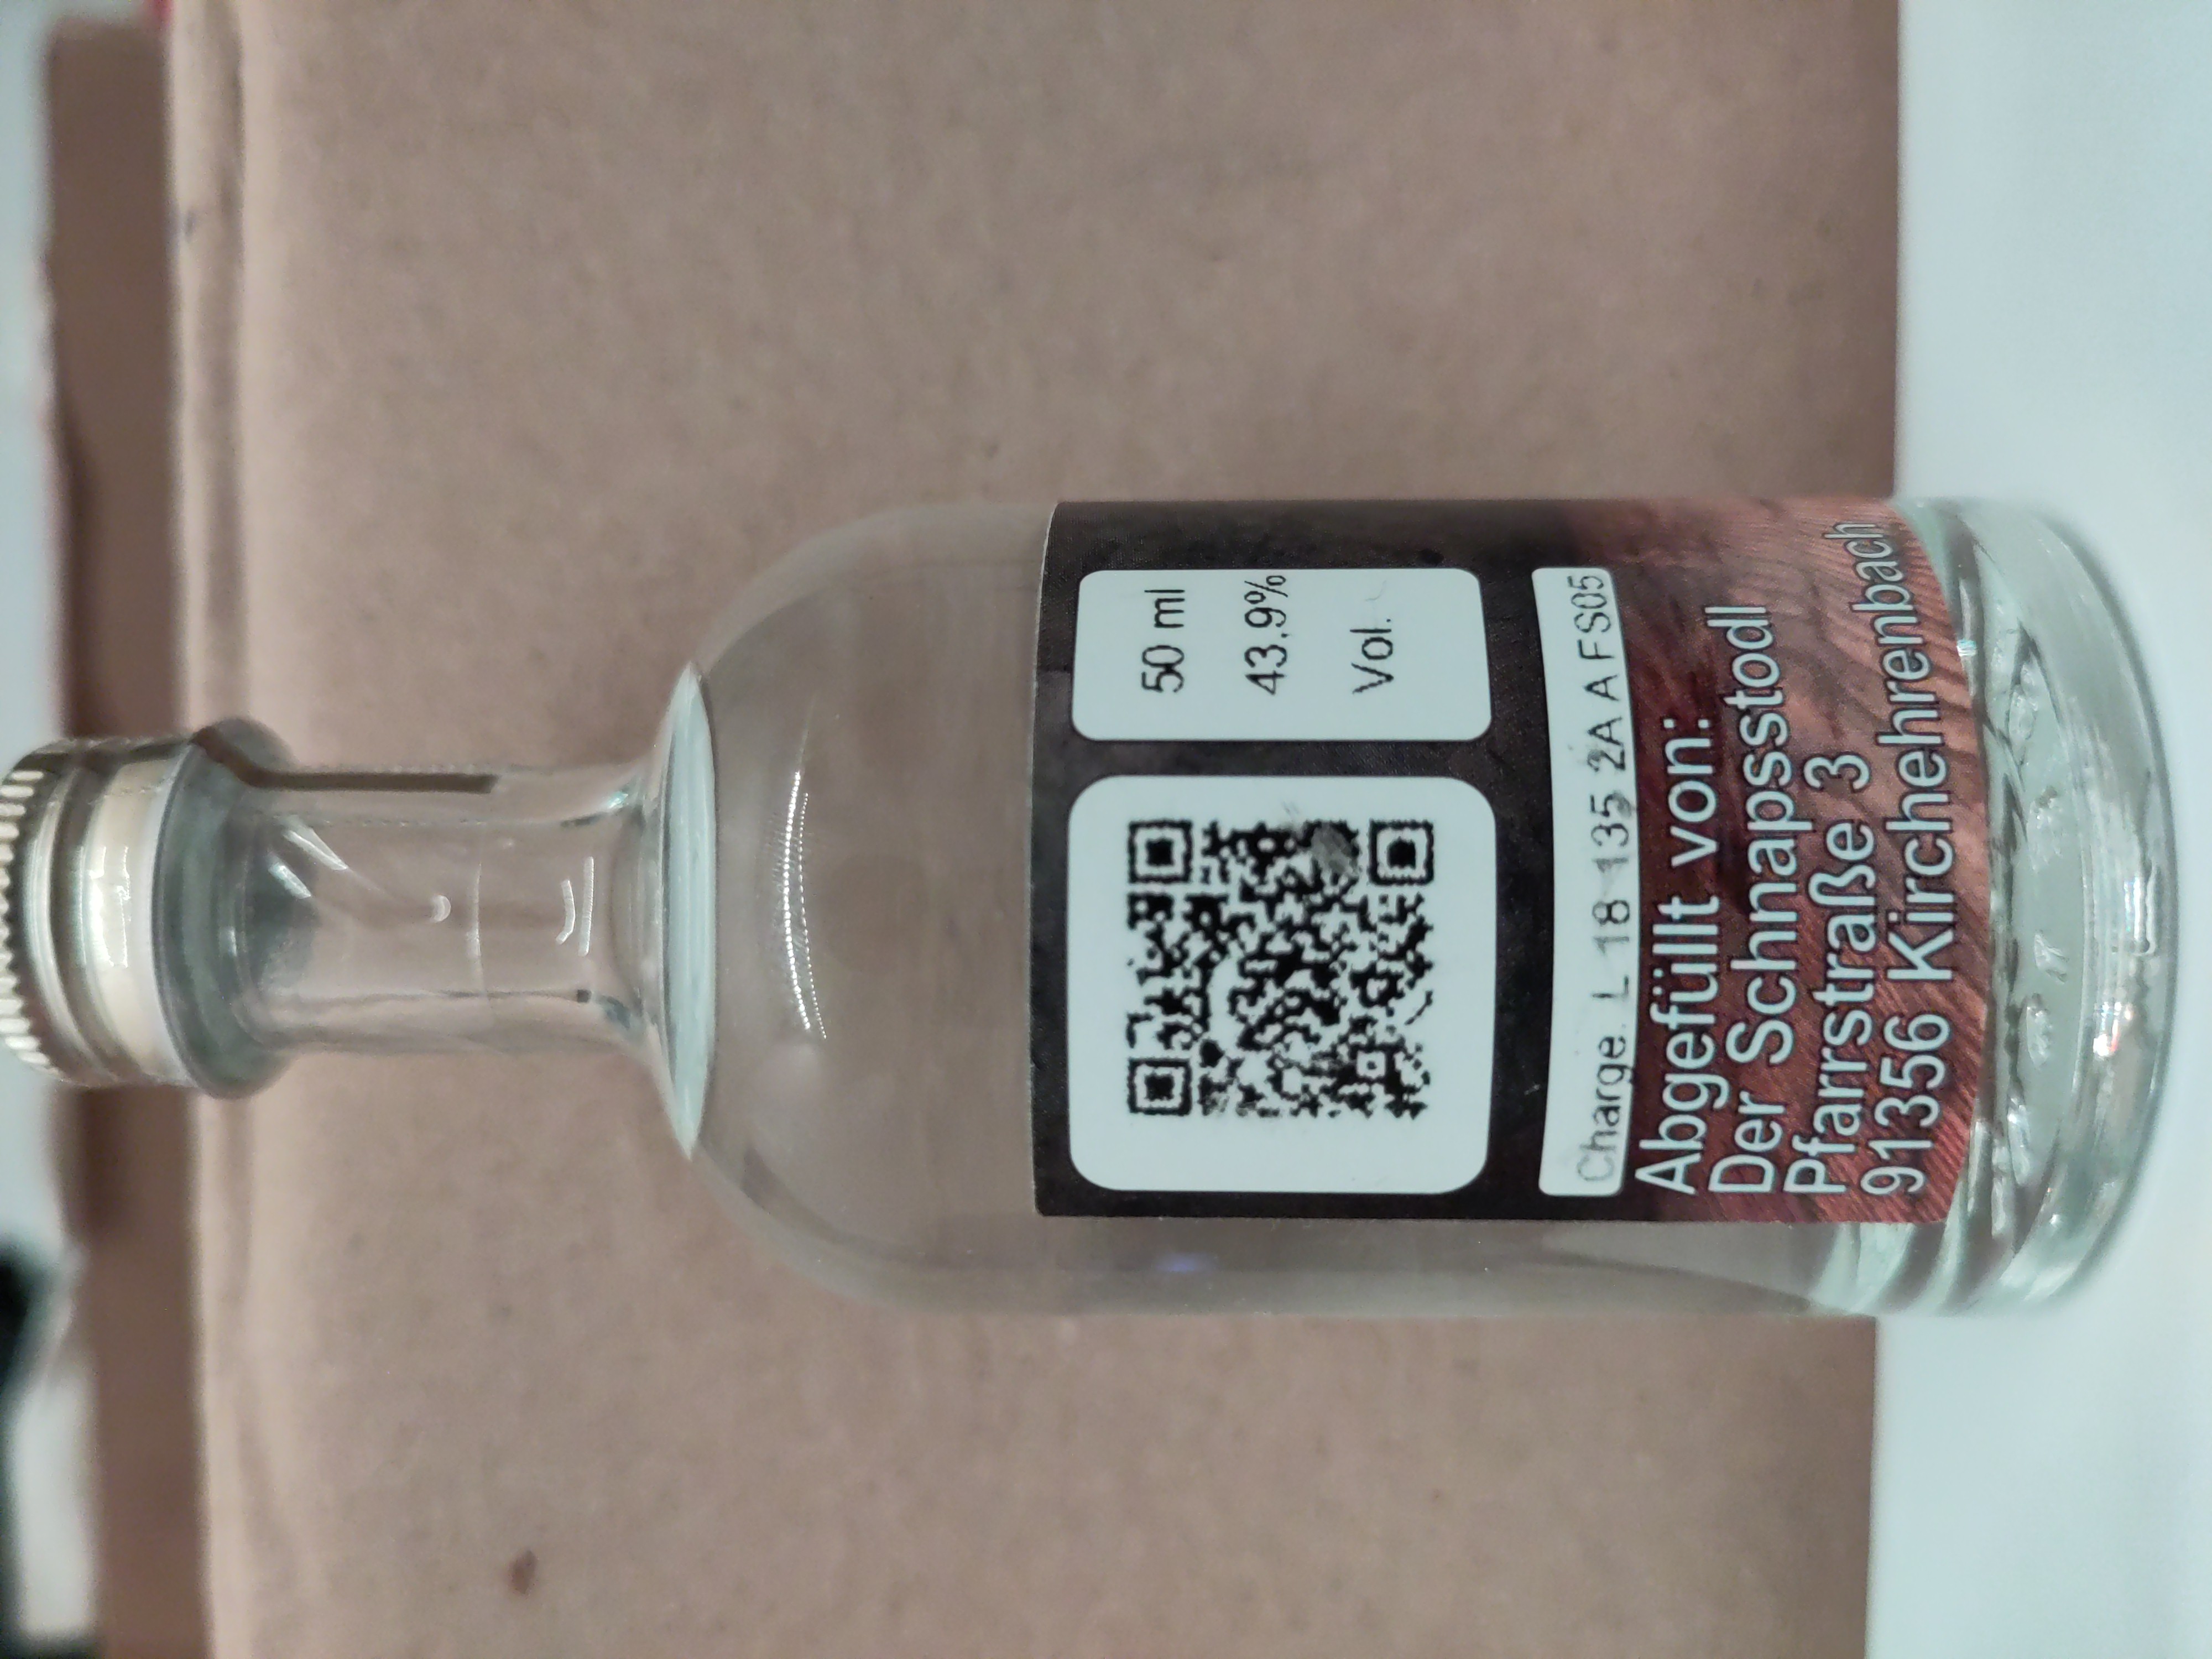 50 ml
43.9%
Vol.
Charge. L 18 135 2A A FS05
Abgefüllt von:
Der Schnapsstodl
Pfarrstraße 3
91356 Kirchehrenbach